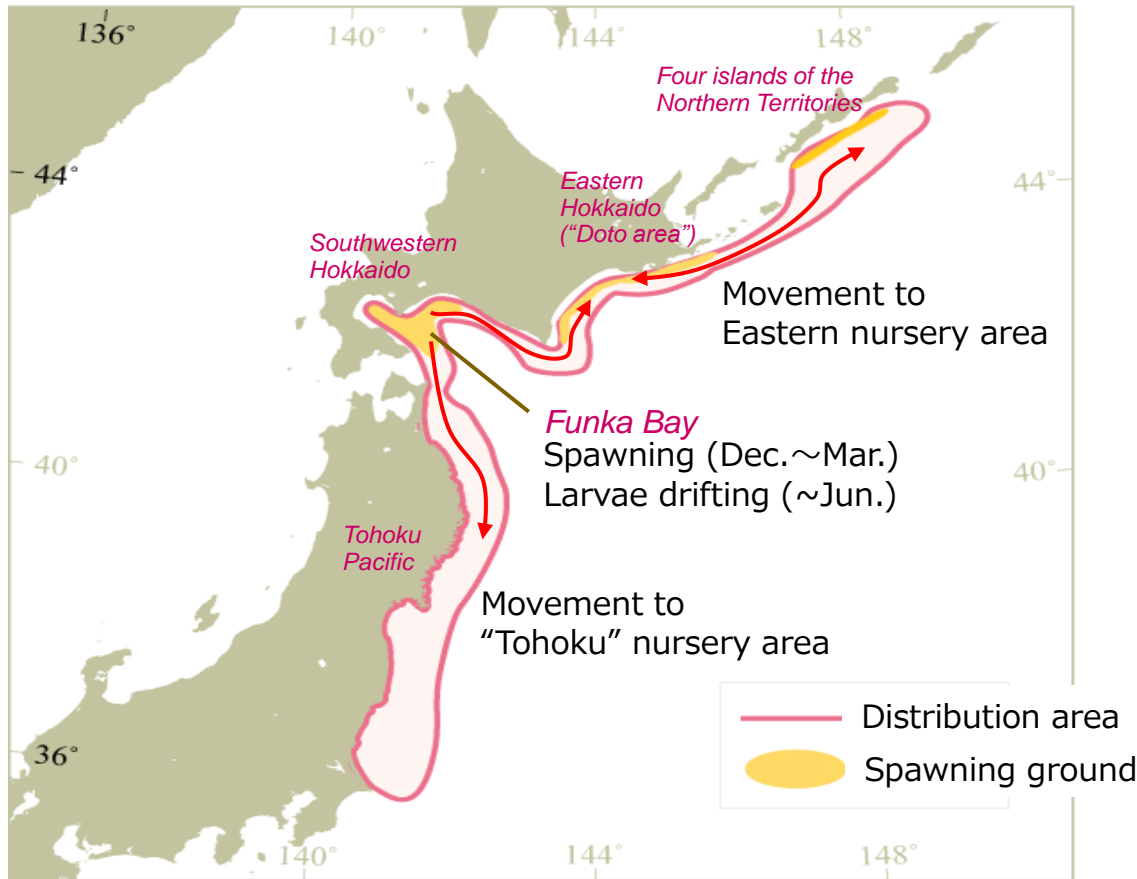 136°
140°
144°
148°
Four islands of the
Northern Territories
44°
44°
Eastern
Hokkaido
(“Doto area”)
Southwestern
Hokkaido
Movement to
Eastern nursery area
Funka Bay
Spawning (Dec.～Mar.)
Larvae drifting (~Jun.)
40°
40°
Tohoku
Pacific
Movement to
“Tohoku” nursery area
Distribution area
Spawning ground
36°
140°
144°
148°